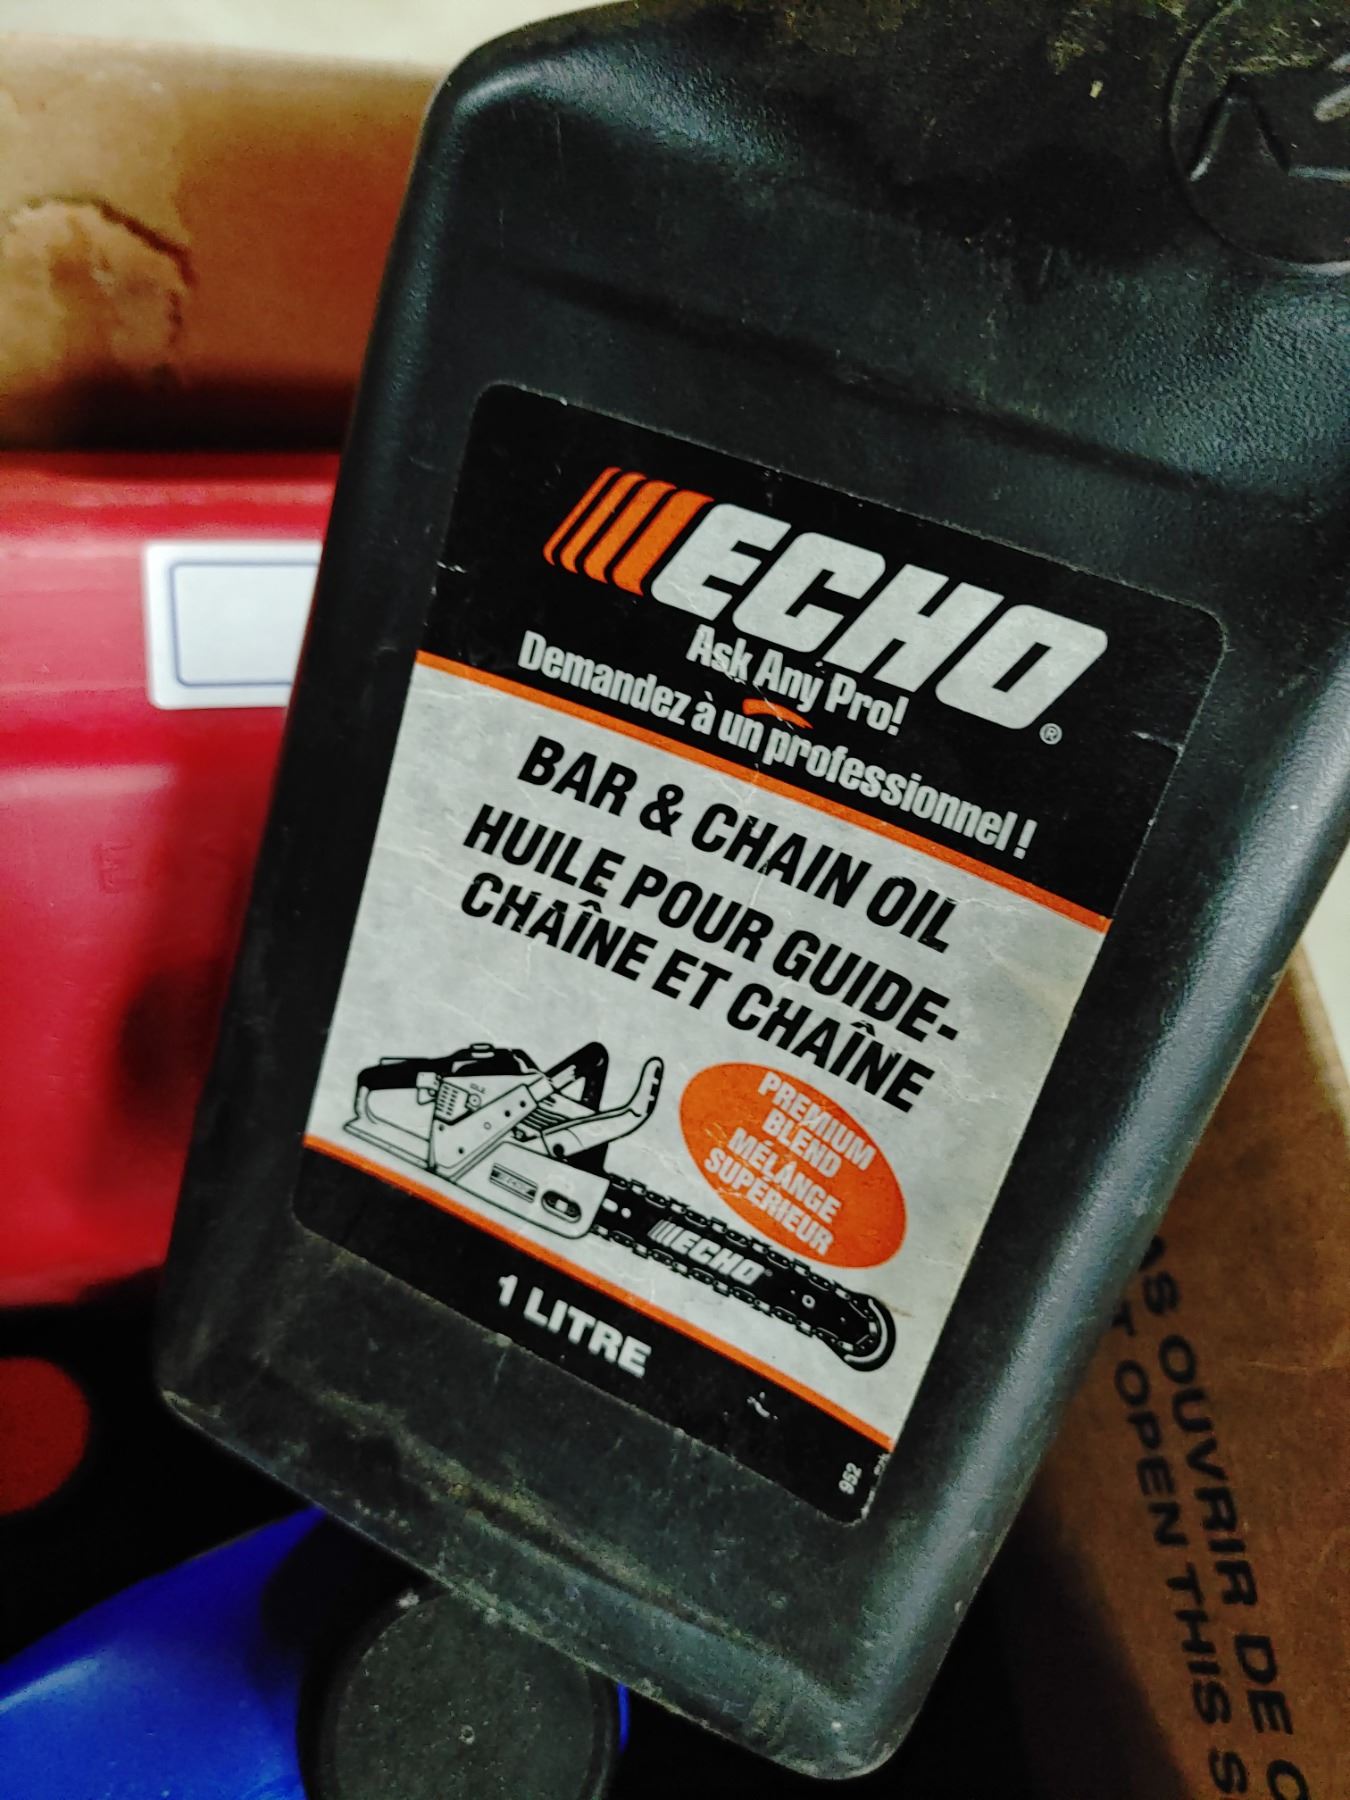 ECHO®
Ask Any Pro!
Demandez à un professionnel !
BAR & CHAIN OIL
HUILE POUR GUIDE-
CHAÎNE ET CHAÎNE
PREMIUM
BLEND
MÉLANGE
SUPÉRIEUR
ECHO
1 LITRE
952
OUVRIR DE
OPEN THIS